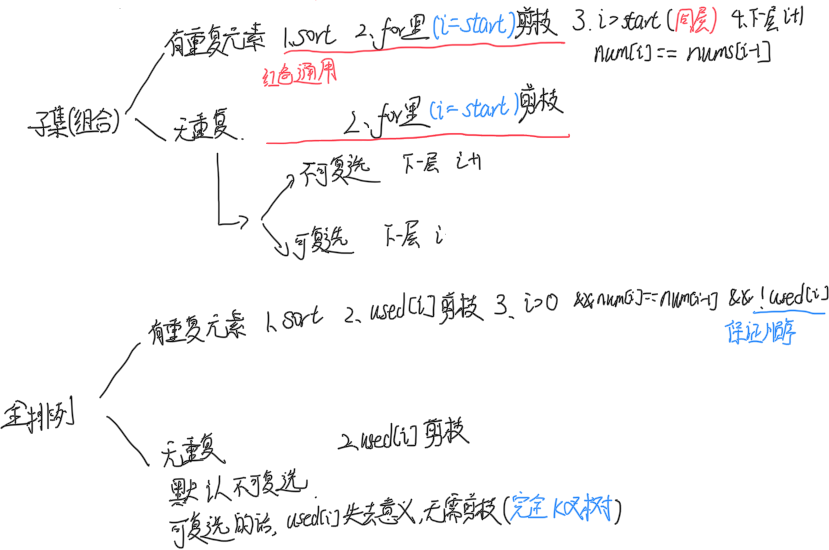 有重复元素 1.sort 2.for里(i=start)剪枝 3. i>start(同层) 4.下一层 i+1
num[i]== nums[i-1]
红色通用
子集(组合)
无重复. 2.for里(i=start)剪枝
不可复选 下一层 i+1
可复选 下一层 i
有重复元素 1.sort 2.used[i]剪枝 3. i>0 &&num[i]==num[i-1] &&!used[i]
保证顺序
全排列
无重复 2.used[i]剪枝
默认不可复选.
可复选的话, used[i]失去意义,无需剪枝(完全K叉树)